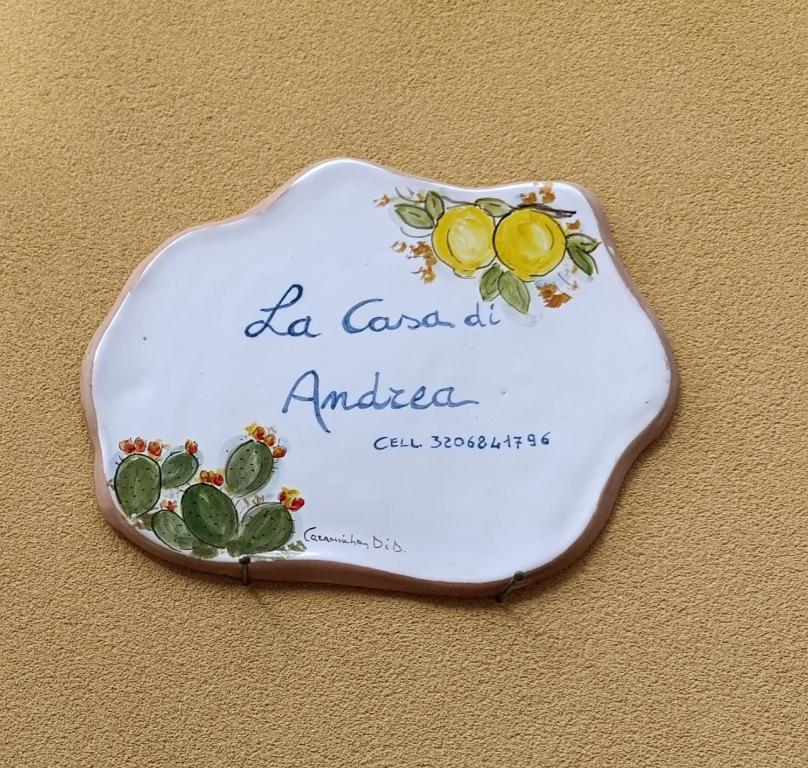 La Casa di
Andrea
CELL. 3206841796